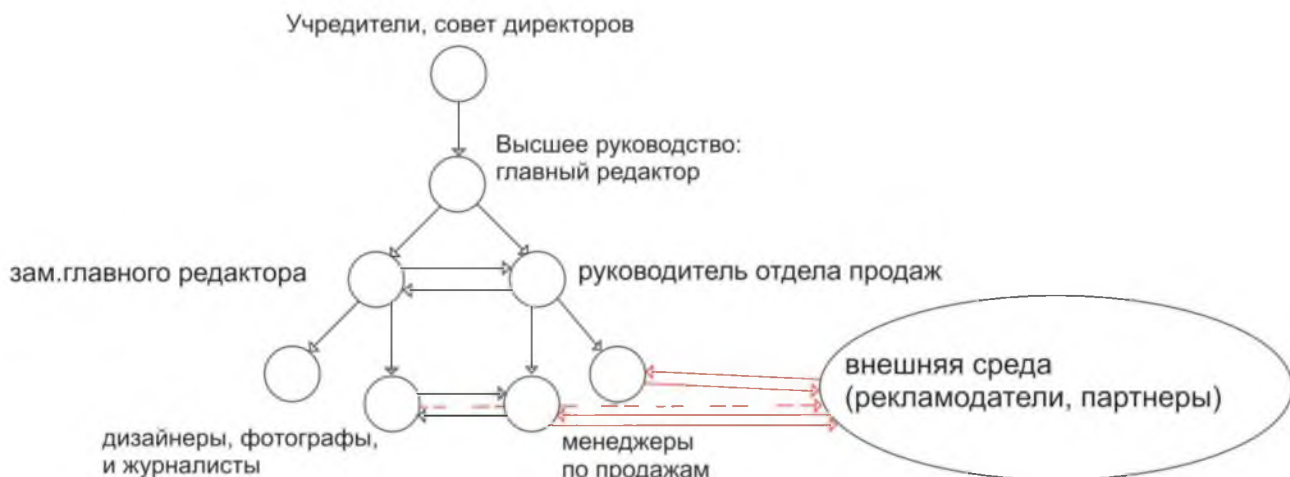 Учредители, совет директоров
Высшее руководство:
главный редактор
зам.главного редактора
руководитель отдела продаж
внешняя среда
(рекламодатели, партнеры)
дизайнеры, фотографы,
и журналисты
менеджеры
по продажам